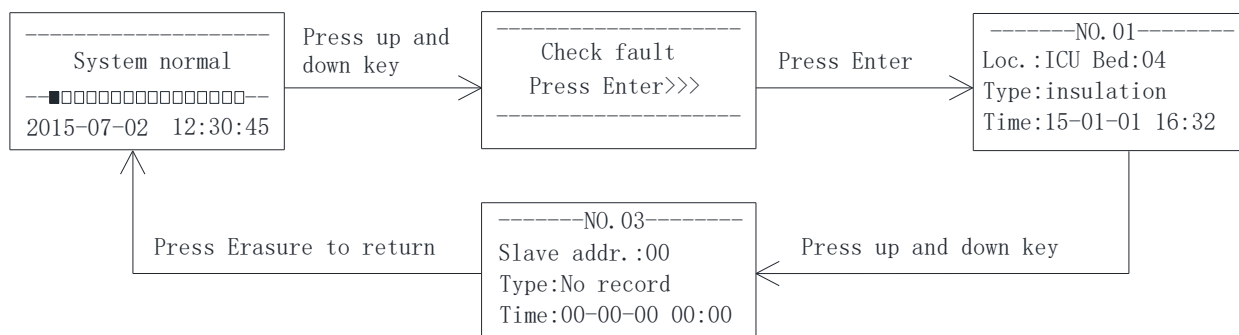 --------------------
System normal
--■□□□□□□□□□□□□□□□--
2015-07-02 12:30:45
Press up and
down key
--------------------
Check fault
Press Enter>>>
--------------------
Press Enter
-------NO.01--------
Loc.:ICU Bed:04
Type:insulation
Time:15-01-01 16:32
Press up and down key
-------NO.03--------
Slave addr.:00
Type:No record
Time:00-00-00 00:00
Press Erasure to return